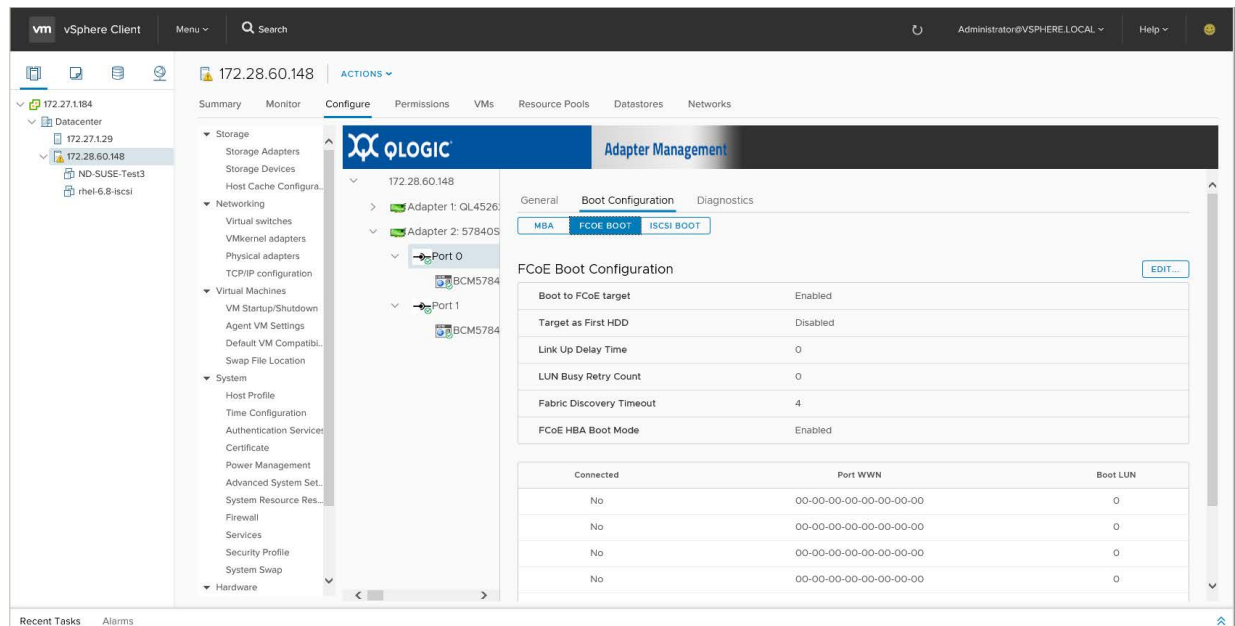 vm vSphere Client Menu Search Administrator@VSPHERE.LOCAL Help
172.27.1.184
Datacenter
172.27.1.29
172.28.60.148
ND-SUSE-Test3
rhel-6.8-iscsi
172.28.60.148 ACTIONS
Summary Monitor Configure Permissions VMs Resource Pools Datastores Networks
Storage
Storage Adapters
Storage Devices
Host Cache Configura..
Networking
Virtual switches
VMkernel adapters
Physical adapters
TCP/IP configuration
Virtual Machines
VM Startup/Shutdown
Agent VM Settings
Default VM Compatibi..
Swap File Location
System
Host Profile
Time Configuration
Authentication Services
Certificate
Power Management
Advanced System Set..
System Resource Res...
Firewall
Services
Security Profile
System Swap
Hardware
QLOGIC Adapter Management
172.28.60.148
Adapter 1: QL4526
Adapter 2: 57840S
Port 0
BCM5784
Port 1
BCM5784
General Boot Configuration Diagnostics
MBA FCOE BOOT ISCSI BOOT
FCoE Boot Configuration EDIT...
Boot to FCoE target Enabled
Target as First HDD Disabled
Link Up Delay Time 0
LUN Busy Retry Count 0
Fabric Discovery Timeout 4
FCoE HBA Boot Mode Enabled
Connected Port WWN Boot LUN
No 00-00-00-00-00-00-00-00 0
No 00-00-00-00-00-00-00-00 0
No 00-00-00-00-00-00-00-00 0
No 00-00-00-00-00-00-00-00 0
Recent Tasks Alarms